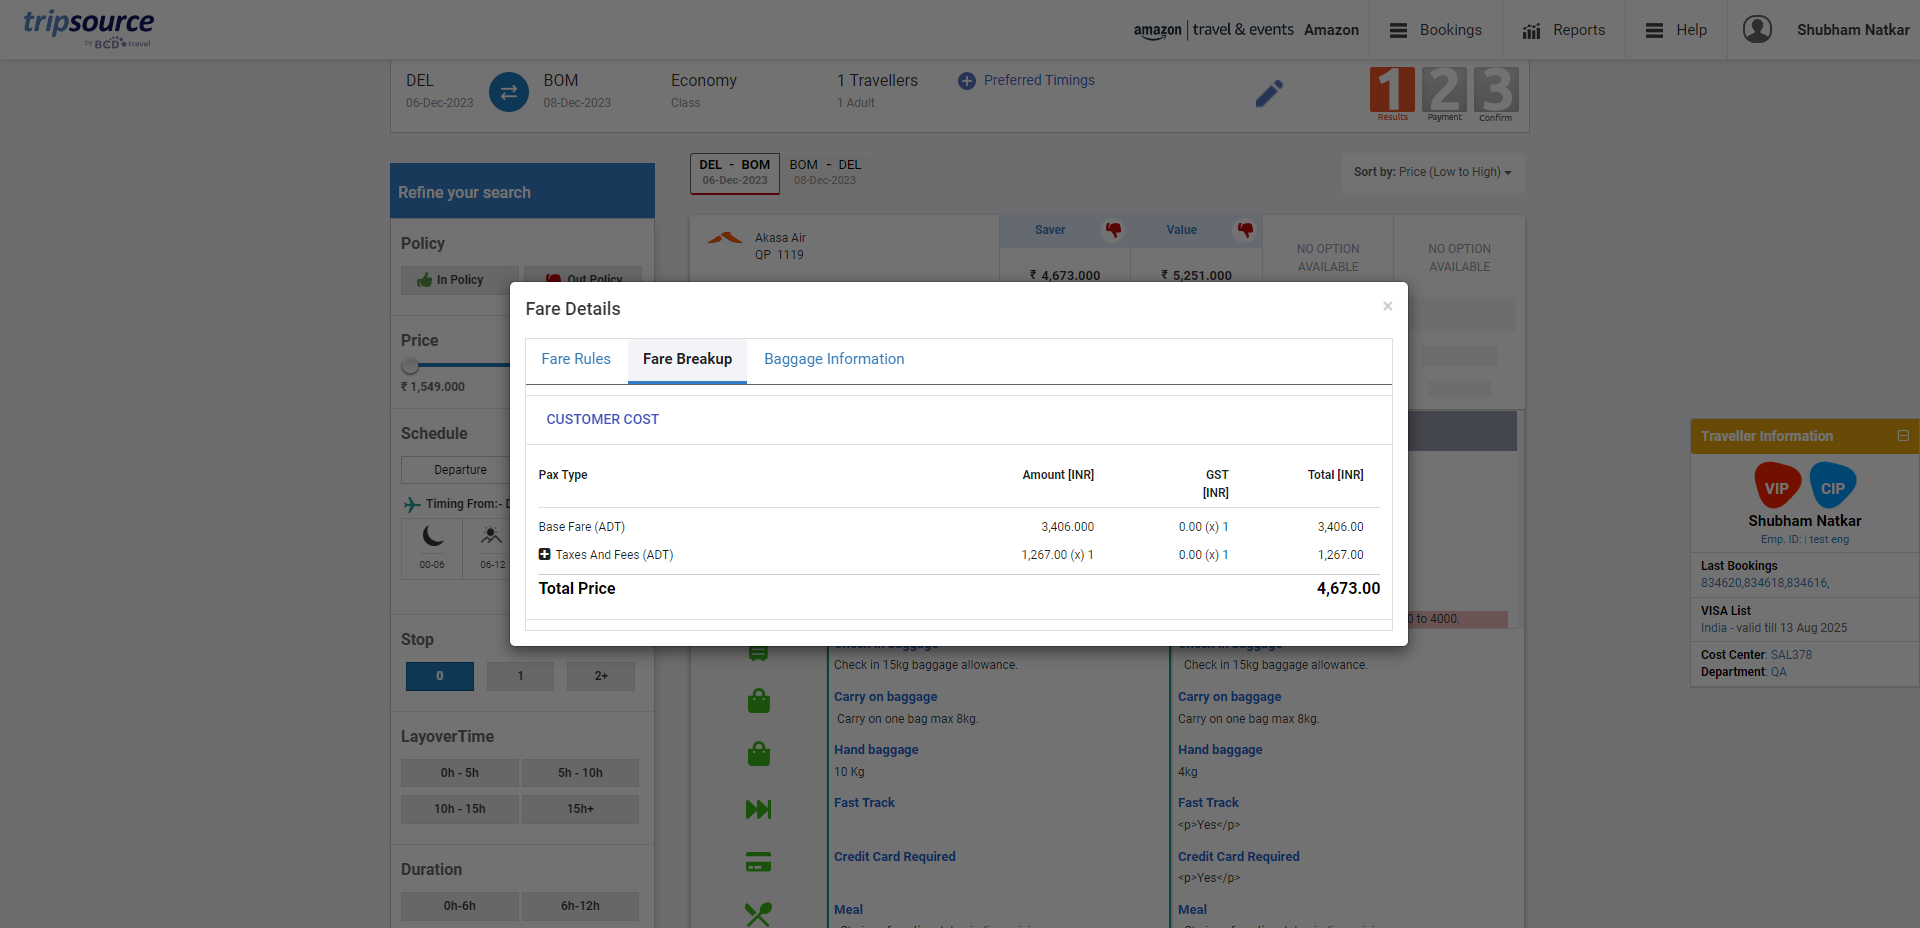 tripsource
by BCD travel
amazon | travel & events Amazon
Bookings
Reports
Help
Shubham Natkar
DEL
06-Dec-2023
BOM
08-Dec-2023
Economy
Class
1 Travellers
1 Adult
Preferred Timings
1 2 3
Results Payment Confirm
Refine your search
Policy
In Policy
Out Policy
Price
₹ 1,549.000
Schedule
Departure
Timing From:-
00-06
06-12
Stop
0
1
2+
LayoverTime
0h - 5h
5h - 10h
10h - 15h
15h+
Duration
0h-6h
6h-12h
DEL - BOM
06-Dec-2023
BOM - DEL
08-Dec-2023
Sort by: Price (Low to High)
Akasa Air
QP 1119
Saver
₹ 4,673.000
Value
₹ 5,251.000
NO OPTION
AVAILABLE
NO OPTION
AVAILABLE
Fare Details
×
Fare Rules
Fare Breakup
Baggage Information
CUSTOMER COST
Pax Type Amount [INR] GST [INR] Total [INR]
Base Fare (ADT) 3,406.000 0.00 (x) 1 3,406.00
Taxes And Fees (ADT) 1,267.00 (x) 1 0.00 (x) 1 1,267.00
Total Price 4,673.00
to 4000.
Check in 15kg baggage allowance.
Carry on baggage
Carry on one bag max 8kg.
Hand baggage
10 Kg
Fast Track
Credit Card Required
Meal
Check in 15kg baggage allowance.
Carry on baggage
Carry on one bag max 8kg.
Hand baggage
4kg
Fast Track
<p>Yes</p>
Credit Card Required
<p>Yes</p>
Meal
Traveller Information
VIP
CIP
Shubham Natkar
Emp. ID: | test eng
Last Bookings
834620,834618,834616,
VISA List
India - valid till 13 Aug 2025
Cost Center: SAL378
Department: QA